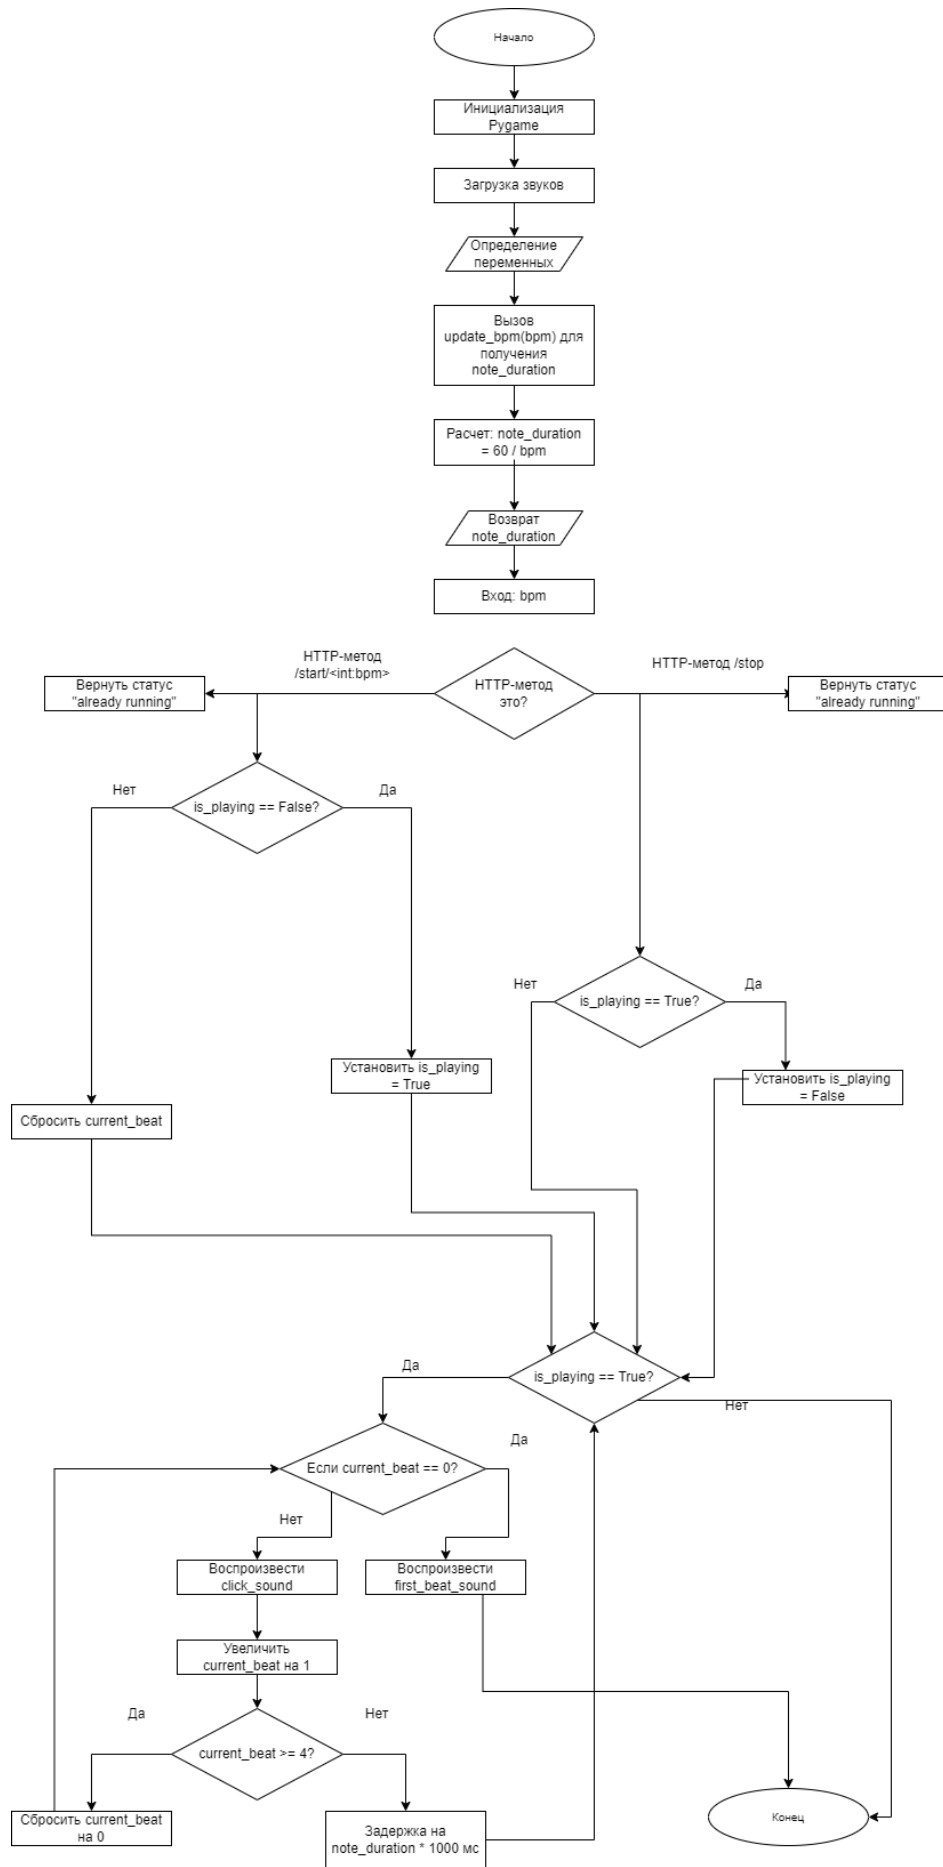 Начало
Инициализация
Pygame
Загрузка звуков
Определение
переменных
Вызов
update_bpm(bpm) для
получения
note_duration
Расчет: note_duration
= 60 / bpm
Возврат
note_duration
Вход: bpm
HTTP-метод
/start/<int:bpm>
HTTP-метод /stop
Вернуть статус
"already running"
HTTP-метод
это?
Вернуть статус
"already running"
Нет
is_playing == False?
Да
Нет
is_playing == True?
Да
Установить is_playing
= True
Установить is_playing
= False
Сбросить current_beat
Да
is_playing == True?
Нет
Да
Если current_beat == 0?
Нет
Воспроизвести
click_sound
Воспроизвести
first_beat_sound
Увеличить
current_beat на 1
Да
Нет
current_beat >= 4?
Сбросить current_beat
на 0
Задержка на
note_duration * 1000 мс
Конец